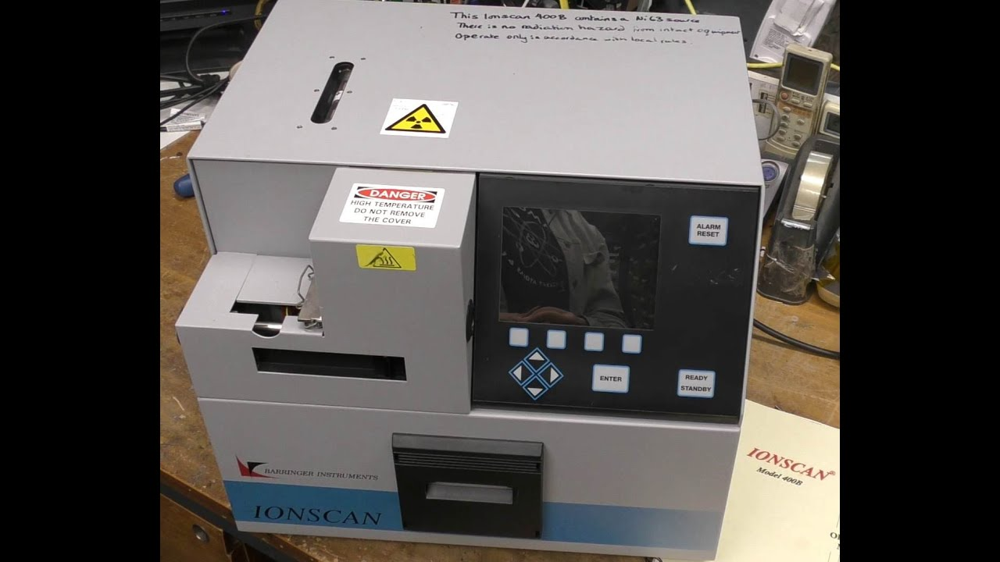 This Ionscan 400B contains a Ni63 source
There is no radiation hazard from intact equipment
Operate only in accordance with local rules.
DANGER
HIGH TEMPERATURE
DO NOT REMOVE
THE COVER
ALARM
RESET
ENTER
READY
STANDBY
BARRINGER INSTRUMENTS
IONSCAN
IONSCAN®
Model 400B